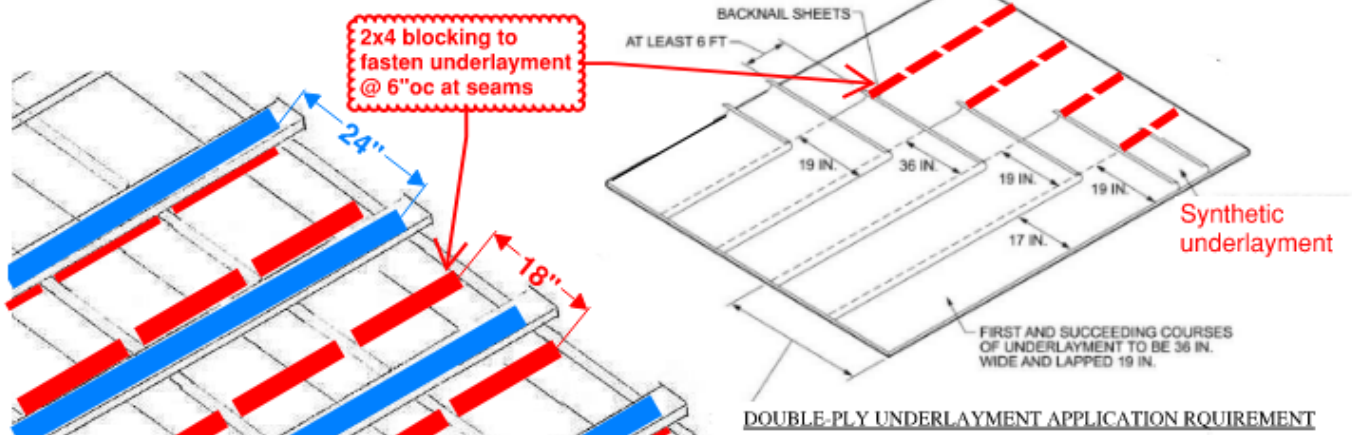 2x4 blocking to
fasten underlayment
@ 6"oc at seams
24"
18"
BACKNAIL SHEETS
AT LEAST 6 FT
19 IN.
36 IN.
19 IN.
19 IN.
17 IN.
Synthetic
underlayment
FIRST AND SUCCEEDING COURSES
OF UNDERLAYMENT TO BE 36 IN.
WIDE AND LAPPED 19 IN.
DOUBLE-PLY UNDERLAYMENT APPLICATION RQUIREMENT